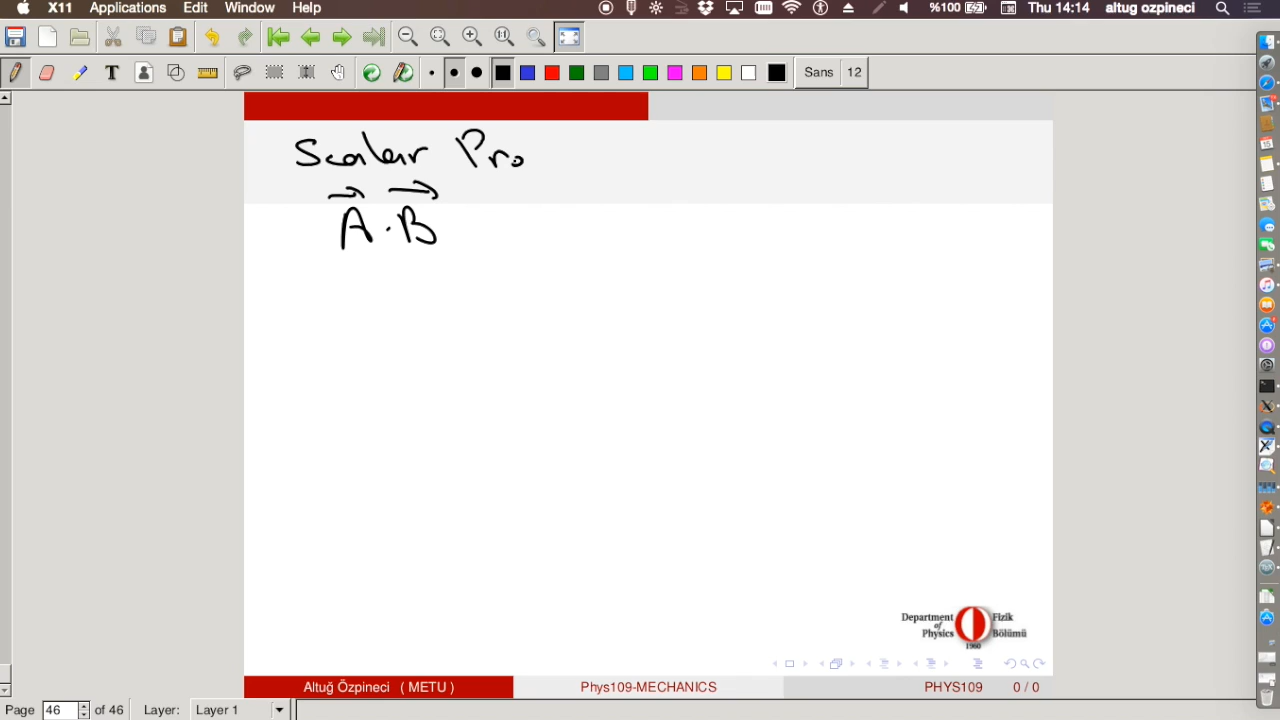 X11 Applications Edit Window Help %100 Thu 14:14 altug ozpineci
Sans 12
Scalar Pro
A · B
Department of Physics Fizik Bölümü
1960
Altuğ Özpineci ( METU ) Phys109-MECHANICS PHYS109 0 / 0
Page 46 of 46 Layer: Layer 1